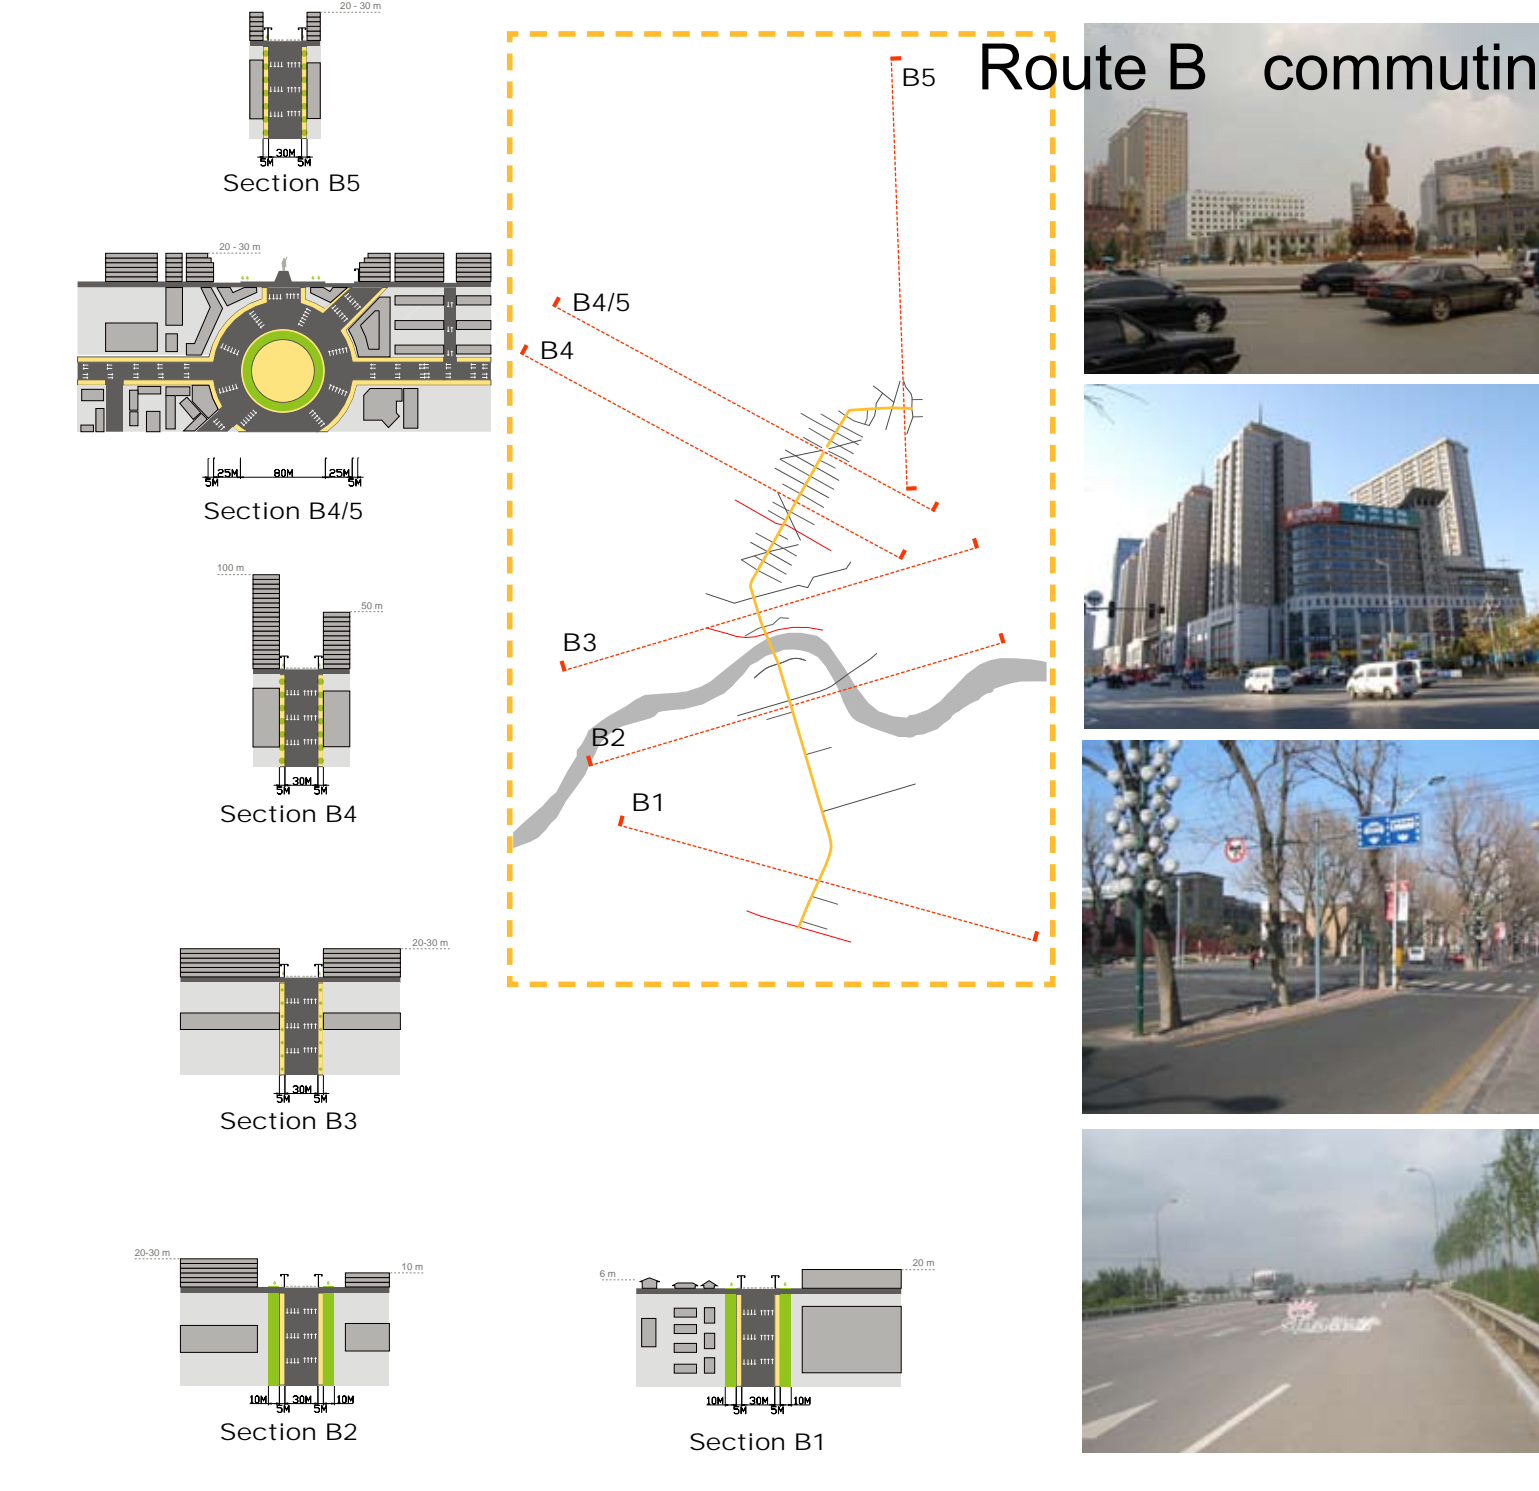 Route B commutin
20 - 30 m
30M
5M 5M
Section B5
20 - 30 m
25M 80M 25M
5M 5M
Section B4/5
100 m
50 m
30M
5M 5M
Section B4
20-30 m
30M
5M 5M
Section B3
20-30 m
10 m
10M 30M 10M
5M 5M
Section B2
6 m
20 m
10M 30M 10M
5M 5M
Section B1
B5
B4/5
B4
B3
B2
B1